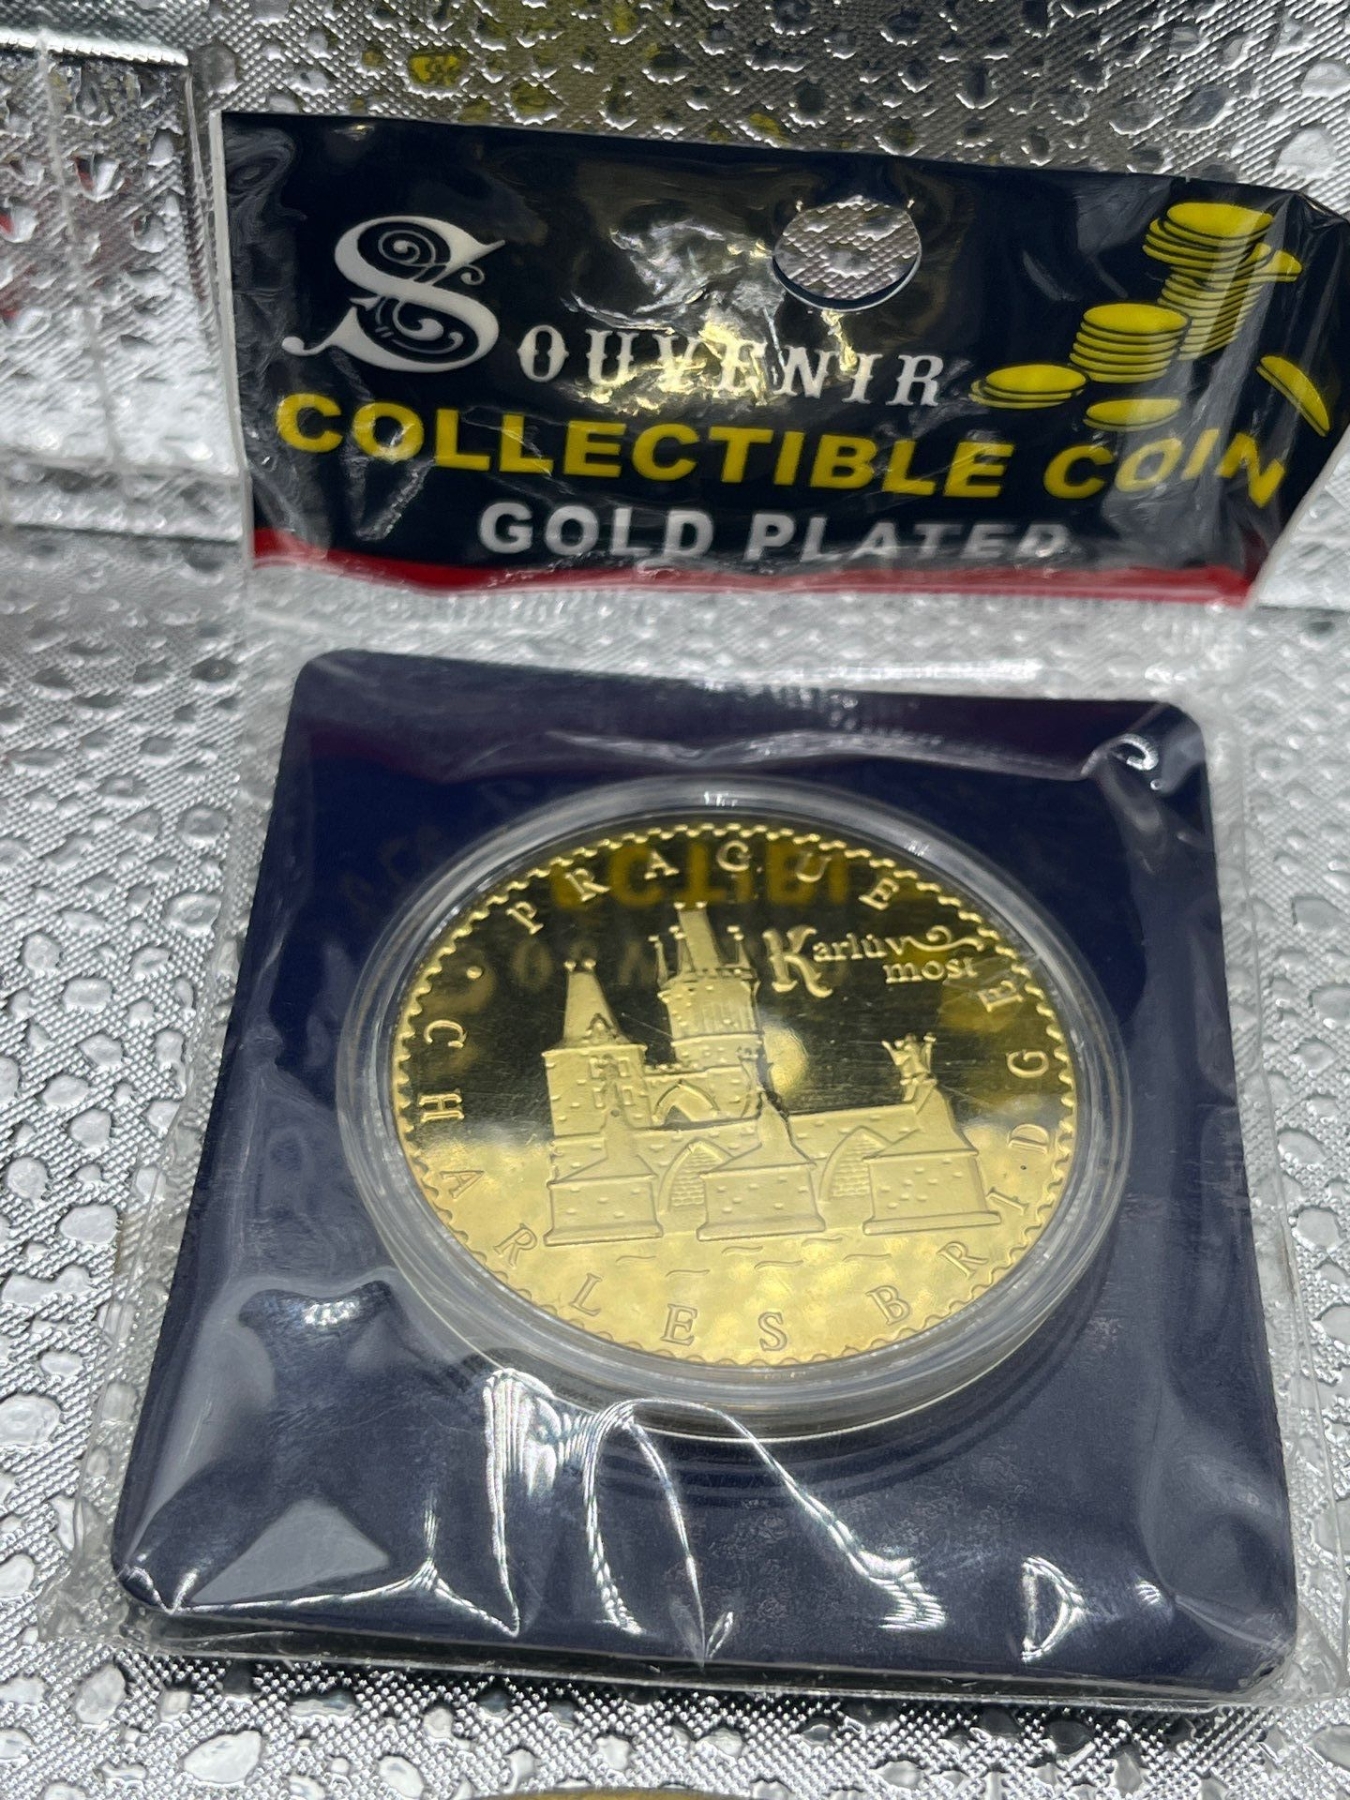 SOUVENIR
COLLECTIBLE COIN
GOLD PLATED
PRAGUE
Karlův
most
CHARLES BRIDGE